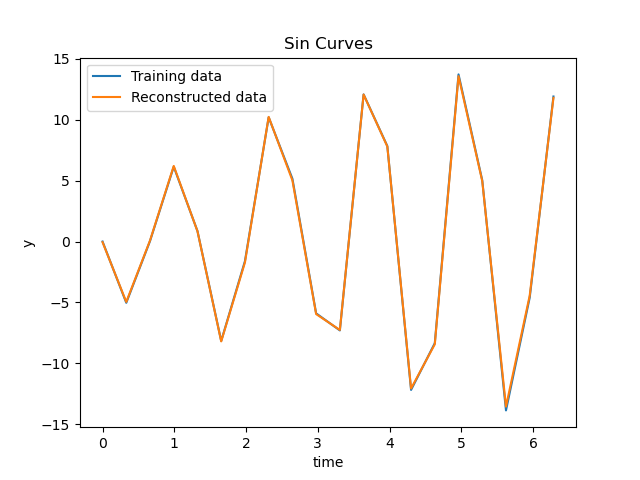 Sin Curves
Training data
Reconstructed data
15
10
5
0
−5
−10
−15
y
0 1 2 3 4 5 6
time